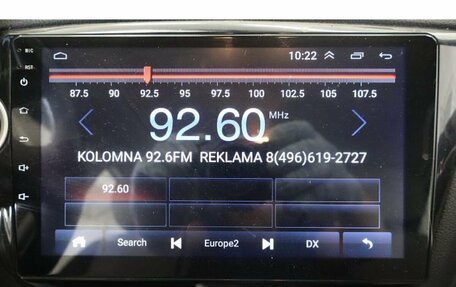 MIC
10:22
RST
87.5 90 92.5 95 97.5 100 102.5 105 107.5
92.60 MHz
KOLOMNA 92.6FM REKLAMA 8(496)619-2727
92.60
Search Europe2 DX